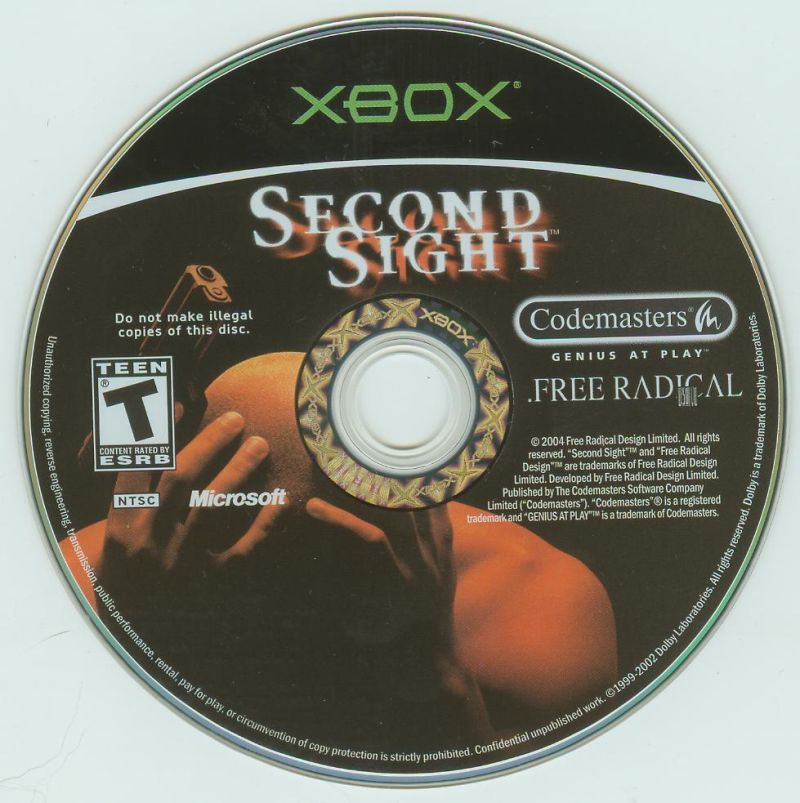 XBOX®
SECOND
SIGHT™
Do not make illegal
copies of this disc.
XBOX
Codemasters®
GENIUS AT PLAY™
TEEN
®
T
CONTENT RATED BY
ESRB
.FREE RADICAL
DESIGN
© 2004 Free Radical Design Limited. All rights
reserved. "Second Sight"™ and "Free Radical
Design"™ are trademarks of Free Radical Design
Limited. Developed by Free Radical Design Limited.
Published by The Codemasters Software Company
Limited ("Codemasters"). "Codemasters"® is a registered
trademark and "GENIUS AT PLAY"™ is a trademark of Codemasters.
NTSC
Microsoft
Unauthorized copying, reverse engineering, transmission, public performance, rental, pay for play, or circumvention of copy protection is strictly prohibited. Confidential unpublished work. ©1999-2002 Dolby Laboratories. All rights reserved. Dolby is a trademark of Dolby Laboratories.